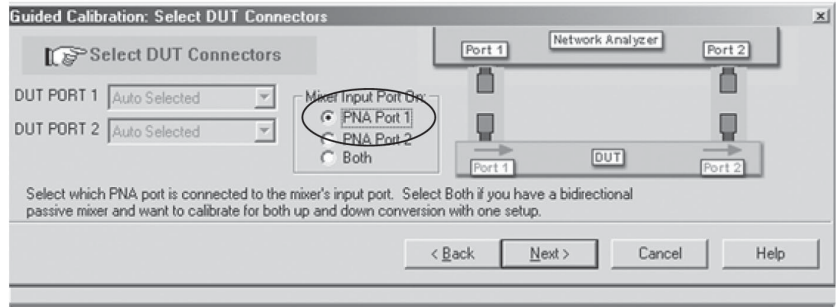 Guided Calibration: Select DUT Connectors
Select DUT Connectors
DUT PORT 1 Auto Selected
DUT PORT 2 Auto Selected
Mixer Input Port On:
PNA Port 1
PNA Port 2
Both
Network Analyzer
Port 1
Port 2
DUT
Port 1
Port 2
Select which PNA port is connected to the mixer's input port. Select Both if you have a bidirectional
passive mixer and want to calibrate for both up and down conversion with one setup.
< Back Next > Cancel Help